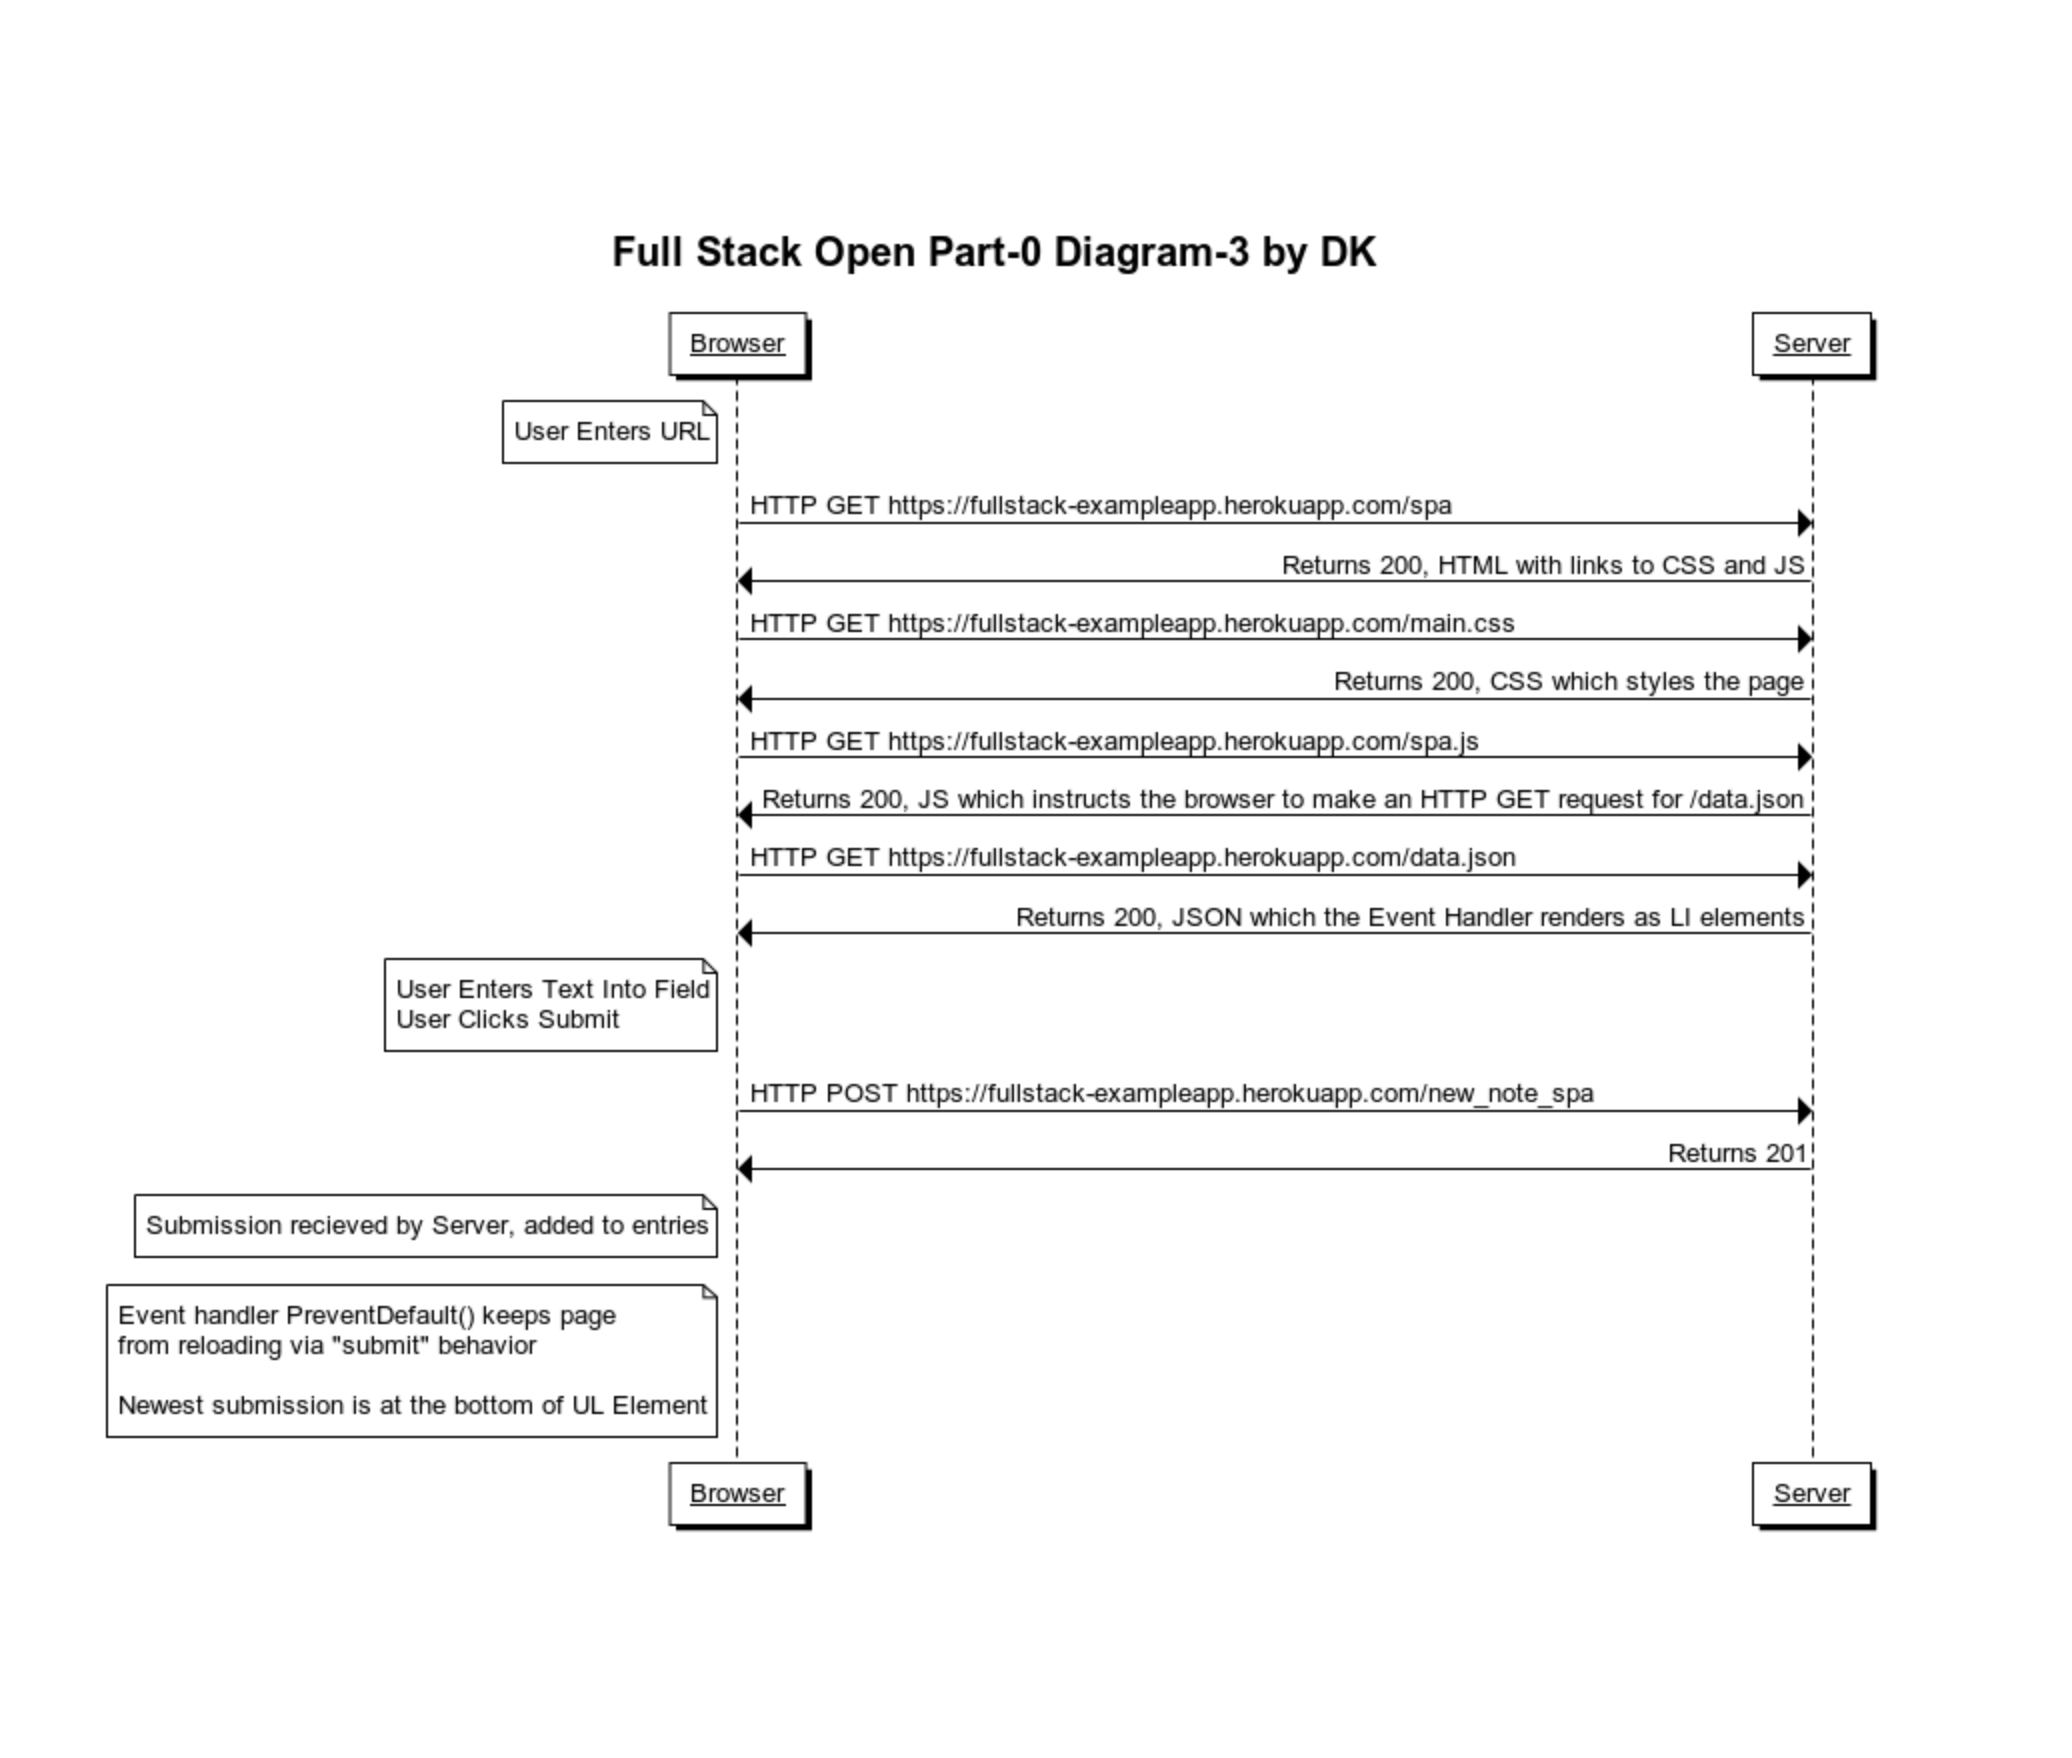 Full Stack Open Part-0 Diagram-3 by DK
Browser
Server
User Enters URL
HTTP GET https://fullstack-exampleapp.herokuapp.com/spa
Returns 200, HTML with links to CSS and JS
HTTP GET https://fullstack-exampleapp.herokuapp.com/main.css
Returns 200, CSS which styles the page
HTTP GET https://fullstack-exampleapp.herokuapp.com/spa.js
Returns 200, JS which instructs the browser to make an HTTP GET request for /data.json
HTTP GET https://fullstack-exampleapp.herokuapp.com/data.json
Returns 200, JSON which the Event Handler renders as LI elements
User Enters Text Into Field
User Clicks Submit
HTTP POST https://fullstack-exampleapp.herokuapp.com/new_note_spa
Returns 201
Submission recieved by Server, added to entries
Event handler PreventDefault() keeps page
from reloading via "submit" behavior
Newest submission is at the bottom of UL Element
Browser
Server